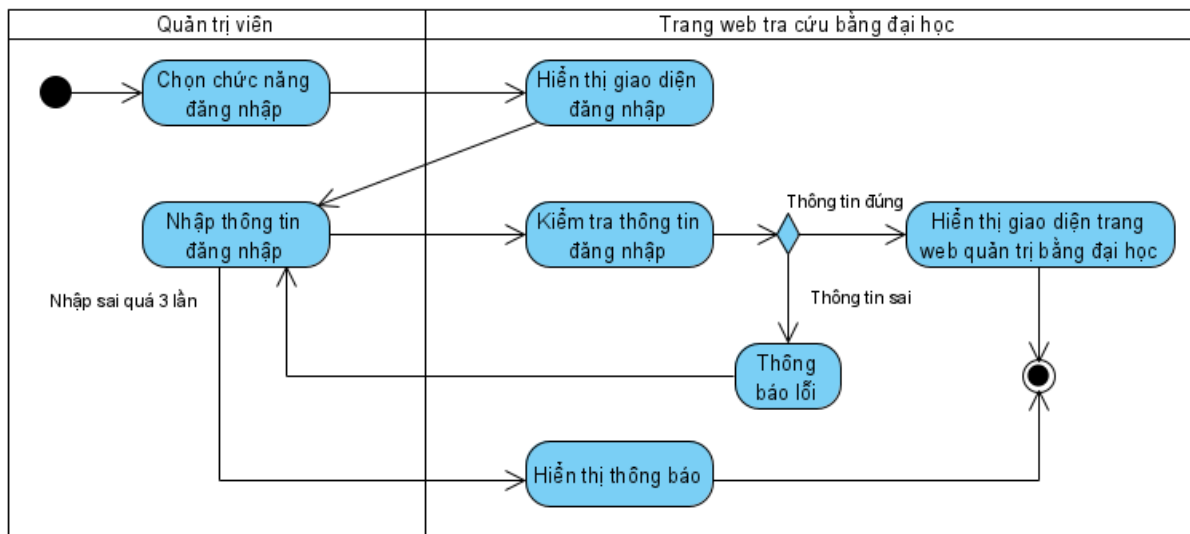 Quản trị viên
Trang web tra cứu bằng đại học
Chọn chức năng
đăng nhập
Hiển thị giao diện
đăng nhập
Nhập thông tin
đăng nhập
Kiểm tra thông tin
đăng nhập
Thông tin đúng
Hiển thị giao diện trang
web quản trị bằng đại học
Nhập sai quá 3 lần
Thông tin sai
Thông
báo lỗi
Hiển thị thông báo